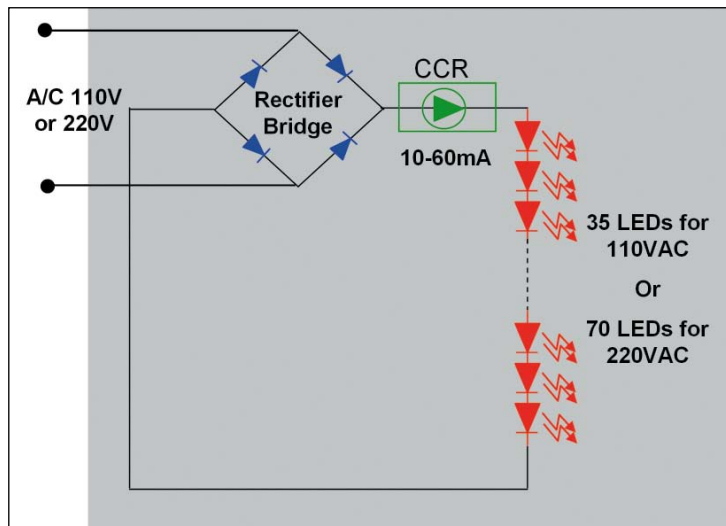 A/C 110V
or 220V
Rectifier
Bridge
CCR
10-60mA
35 LEDs for
110VAC
Or
70 LEDs for
220VAC